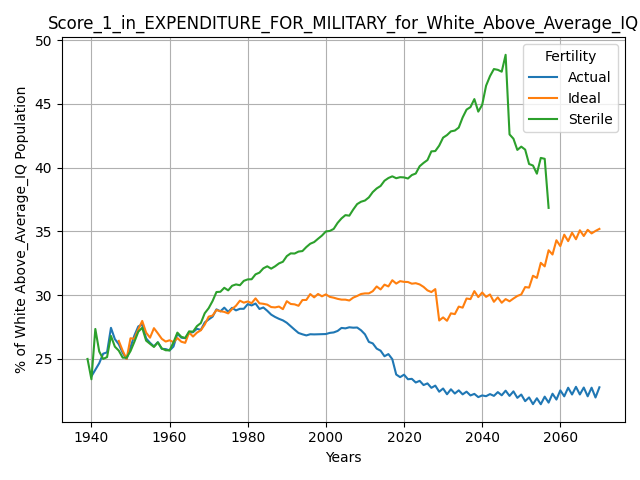 Score_1_in_EXPENDITURE_FOR_MILITARY_for_White_Above_Average_IQ
% of White Above_Average_IQ Population
50
45
40
35
30
25
Fertility
Actual
Ideal
Sterile
1940 1960 1980 2000 2020 2040 2060
Years